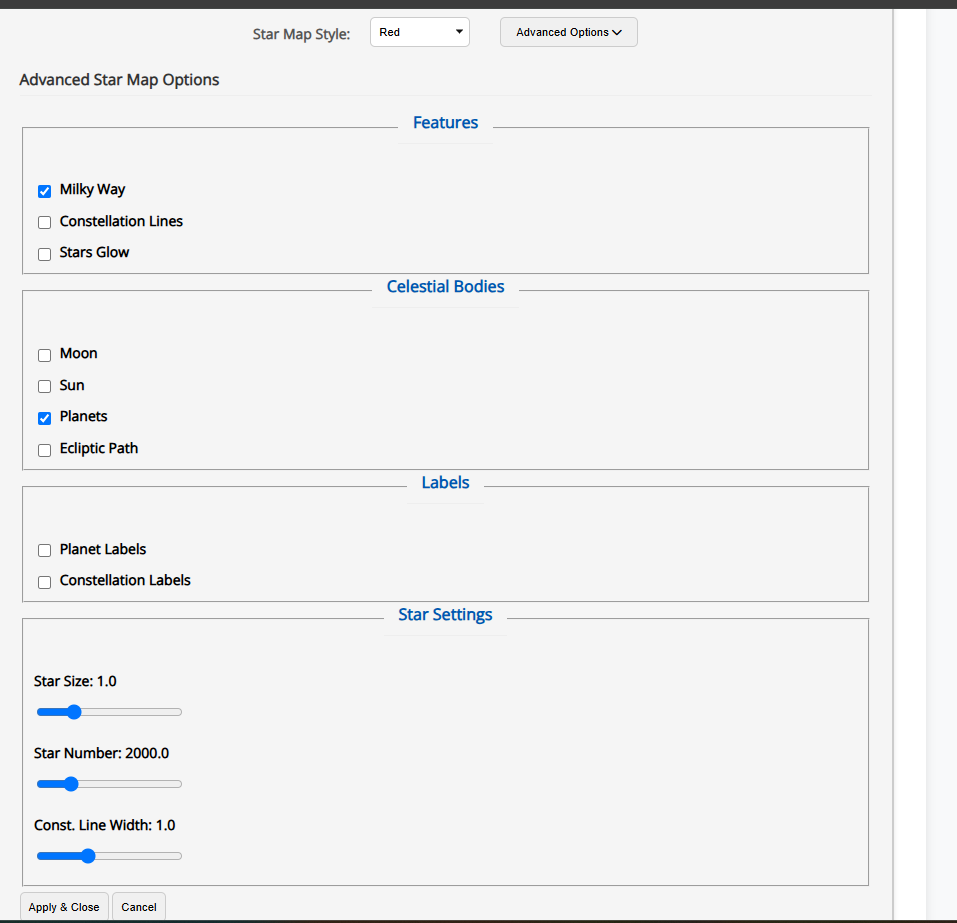 Star Map Style: Red Advanced Options
Advanced Star Map Options
Features
Milky Way
Constellation Lines
Stars Glow
Celestial Bodies
Moon
Sun
Planets
Ecliptic Path
Labels
Planet Labels
Constellation Labels
Star Settings
Star Size: 1.0
Star Number: 2000.0
Const. Line Width: 1.0
Apply & Close Cancel